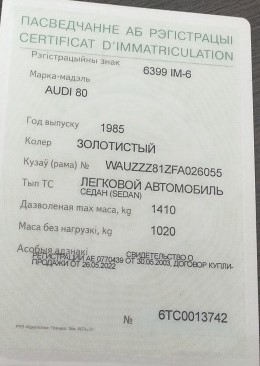 ПАСВЕДЧАННЕ АБ РЭГІСТРАЦЫІ
CERTIFICAT D'IMMATRICULATION
Рэгістрацыйны знак 6399 IM-6
Марка-мадэль
AUDI 80
Год выпуску 1985
Колер ЗОЛОТИСТЫЙ
Кузаў (рама) № WAUZZZ81ZFA026055
Тып ТС ЛЕГКОВОЙ АВТОМОБИЛЬ
СЕДАН (SEDAN)
Дазволеная max маса, kg 1410
Маса без нагрузкі, kg 1020
Асобыя адзнакі СВИДЕТЕЛЬСТВО О
РЕГИСТРАЦИИ АЕ 0770439 ОТ 30.05.2003, ДОГОВОР КУПЛИ-
ПРОДАЖИ ОТ 26.05.2022
№ 6TC0013742